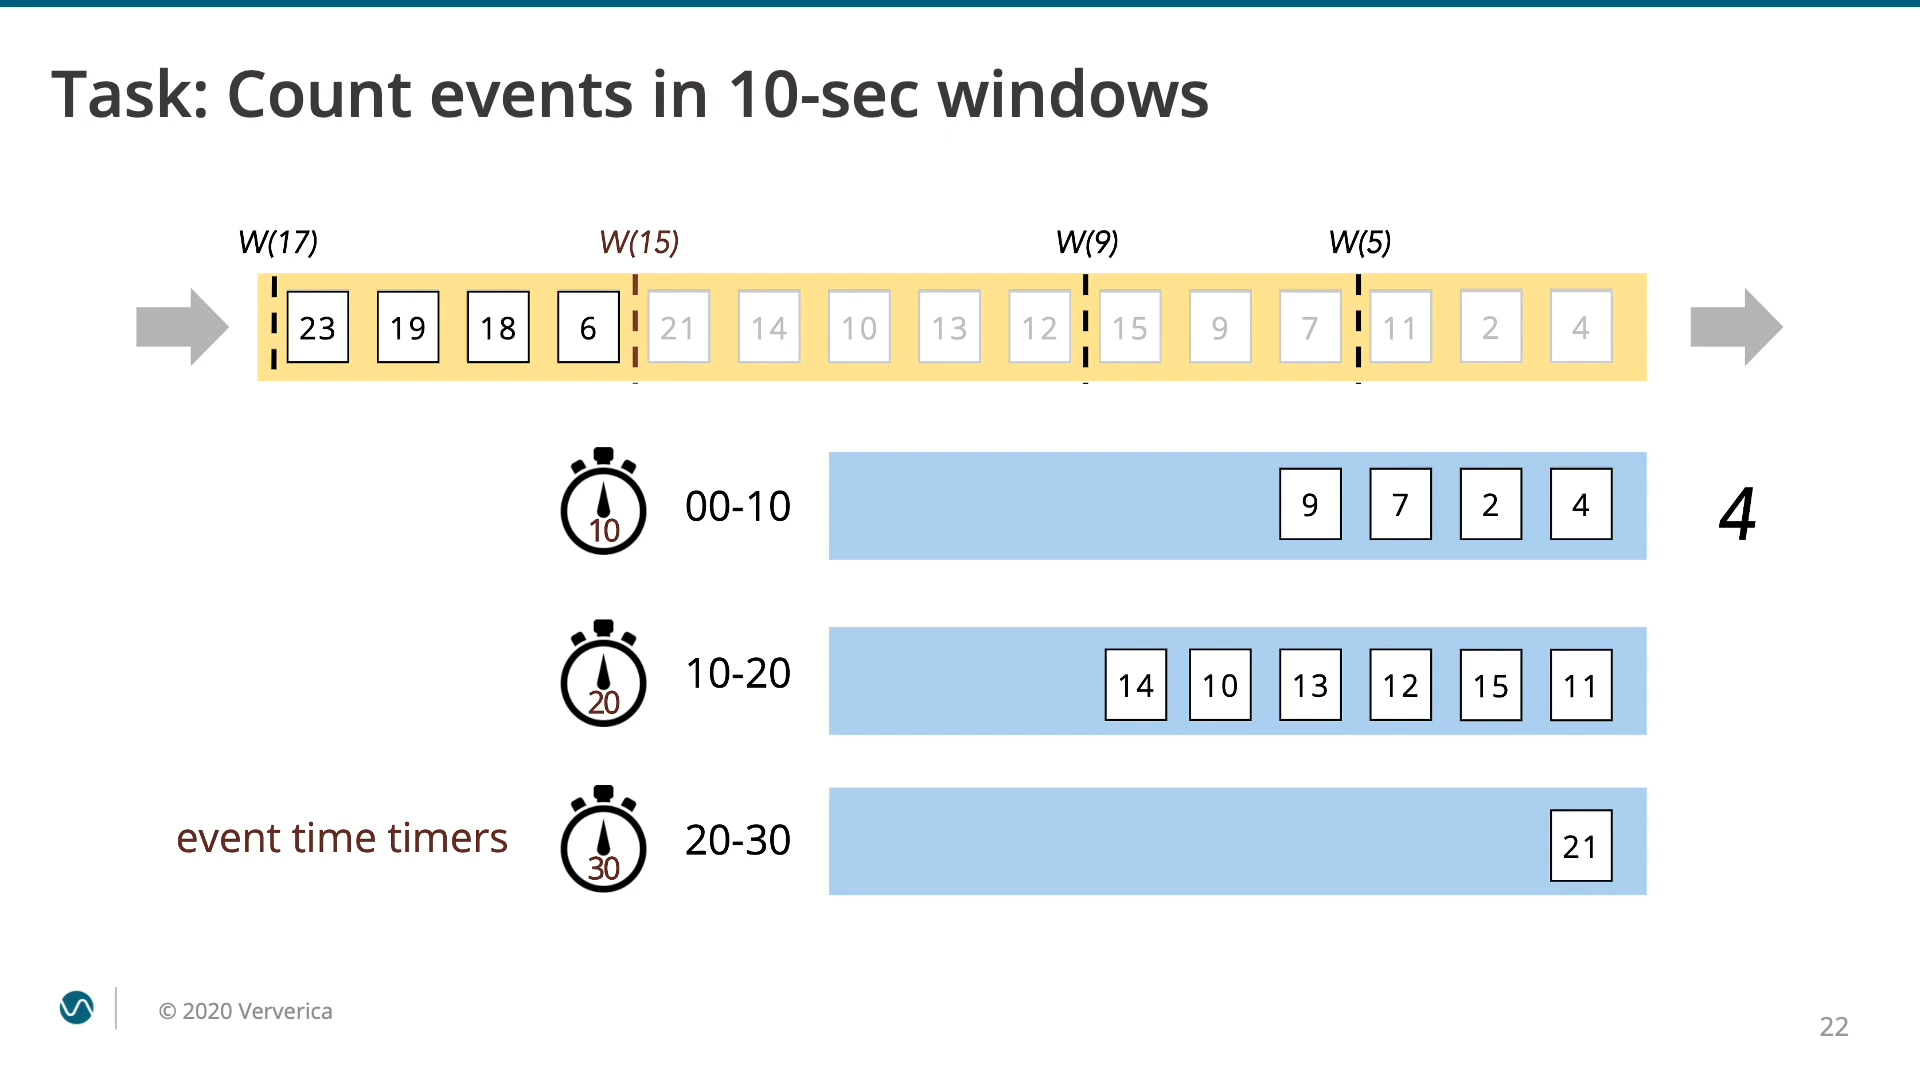 Task: Count events in 10-sec windows
W(17) W(15) W(9) W(5)
23 19 18 6 21 14 10 13 12 15 9 7 11 2 4
10 00-10 9 7 2 4 4
20 10-20 14 10 13 12 15 11
event time timers 30 20-30 21
© 2020 Ververica
22